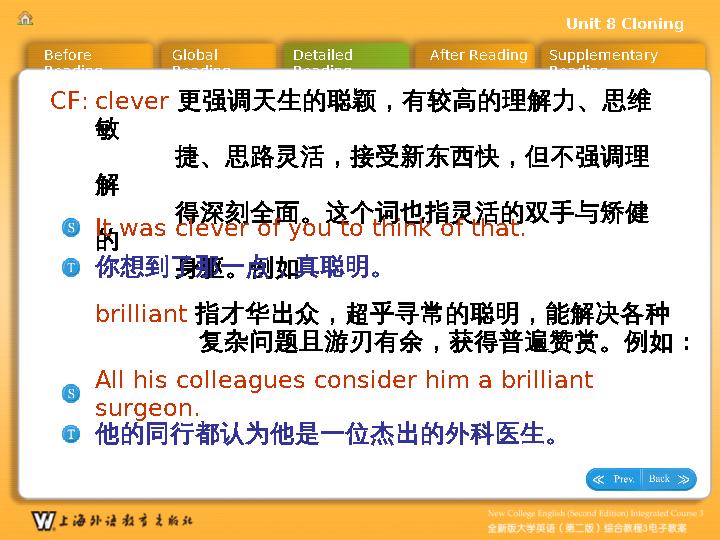 Unit 8 Cloning
Before Reading
Global Reading
Detailed Reading
After Reading
Supplementary Reading
CF: clever 更强调天生的聪颖，有较高的理解力、思维
敏
捷、思路灵活，接受新东西快，但不强调理
解
得深刻全面。这个词也指灵活的双手与矫健
的
身躯。例如
S It was clever of you to think of that.
T 你想到了那一点，真聪明。
brilliant 指才华出众，超乎寻常的聪明，能解决各种
复杂问题且游刃有余，获得普遍赞赏。例如：
S All his colleagues consider him a brilliant
surgeon.
T 他的同行都认为他是一位杰出的外科医生。
Prev. Back
W 上海外语教育出版社
New College English (Second Edition) Integrated Course 3
全新版大学英语（第二版）综合教程3电子教案